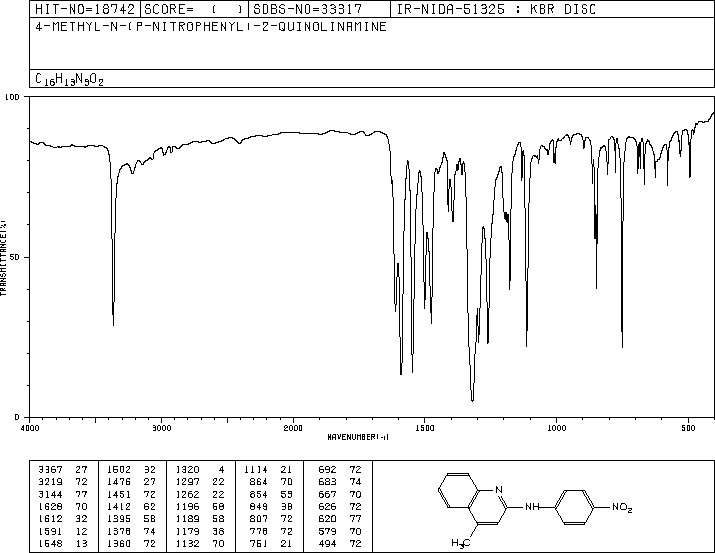 HIT-NO=18742 SCORE= ( ) SDBS-NO=33317 IR-NIDA-51325 : KBR DISC
4-METHYL-N-(P-NITROPHENYL)-2-QUINOLINAMINE
C16H13N3O2
100
50
0
TRANSMITTANCE(%)
4000 3000 2000 1500 1000 500
WAVENUMBER(-1)
3367 27 1502 32 1320 4 1114 21 692 72
3219 72 1476 27 1297 22 864 70 683 74
3144 77 1451 72 1262 22 854 53 667 70
1628 70 1412 62 1196 58 849 38 626 72
1612 32 1395 58 1189 58 807 72 620 77
1591 12 1378 74 1179 38 778 72 579 70
1548 13 1360 72 1132 70 751 21 494 72
N
NH
NO2
H3C